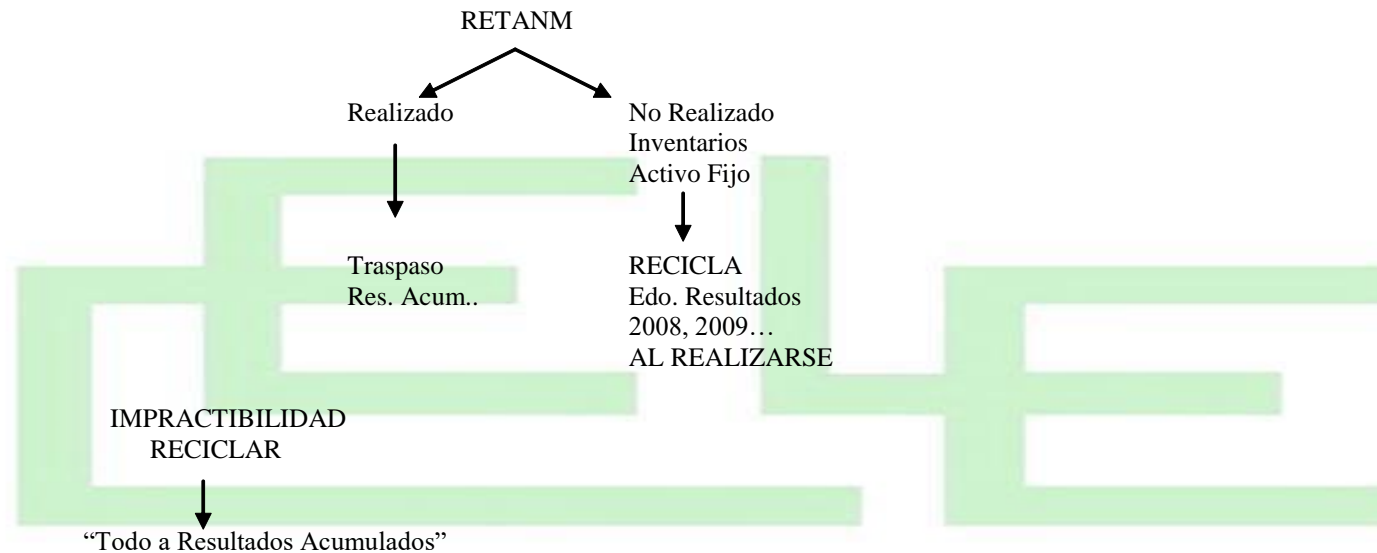 RETANM
Realizado
No Realizado
Inventarios
Activo Fijo
Traspaso
Res. Acum..
RECICLA
Edo. Resultados
2008, 2009…
AL REALIZARSE
IMPRACTIBILIDAD
RECICLAR
“Todo a Resultados Acumulados”